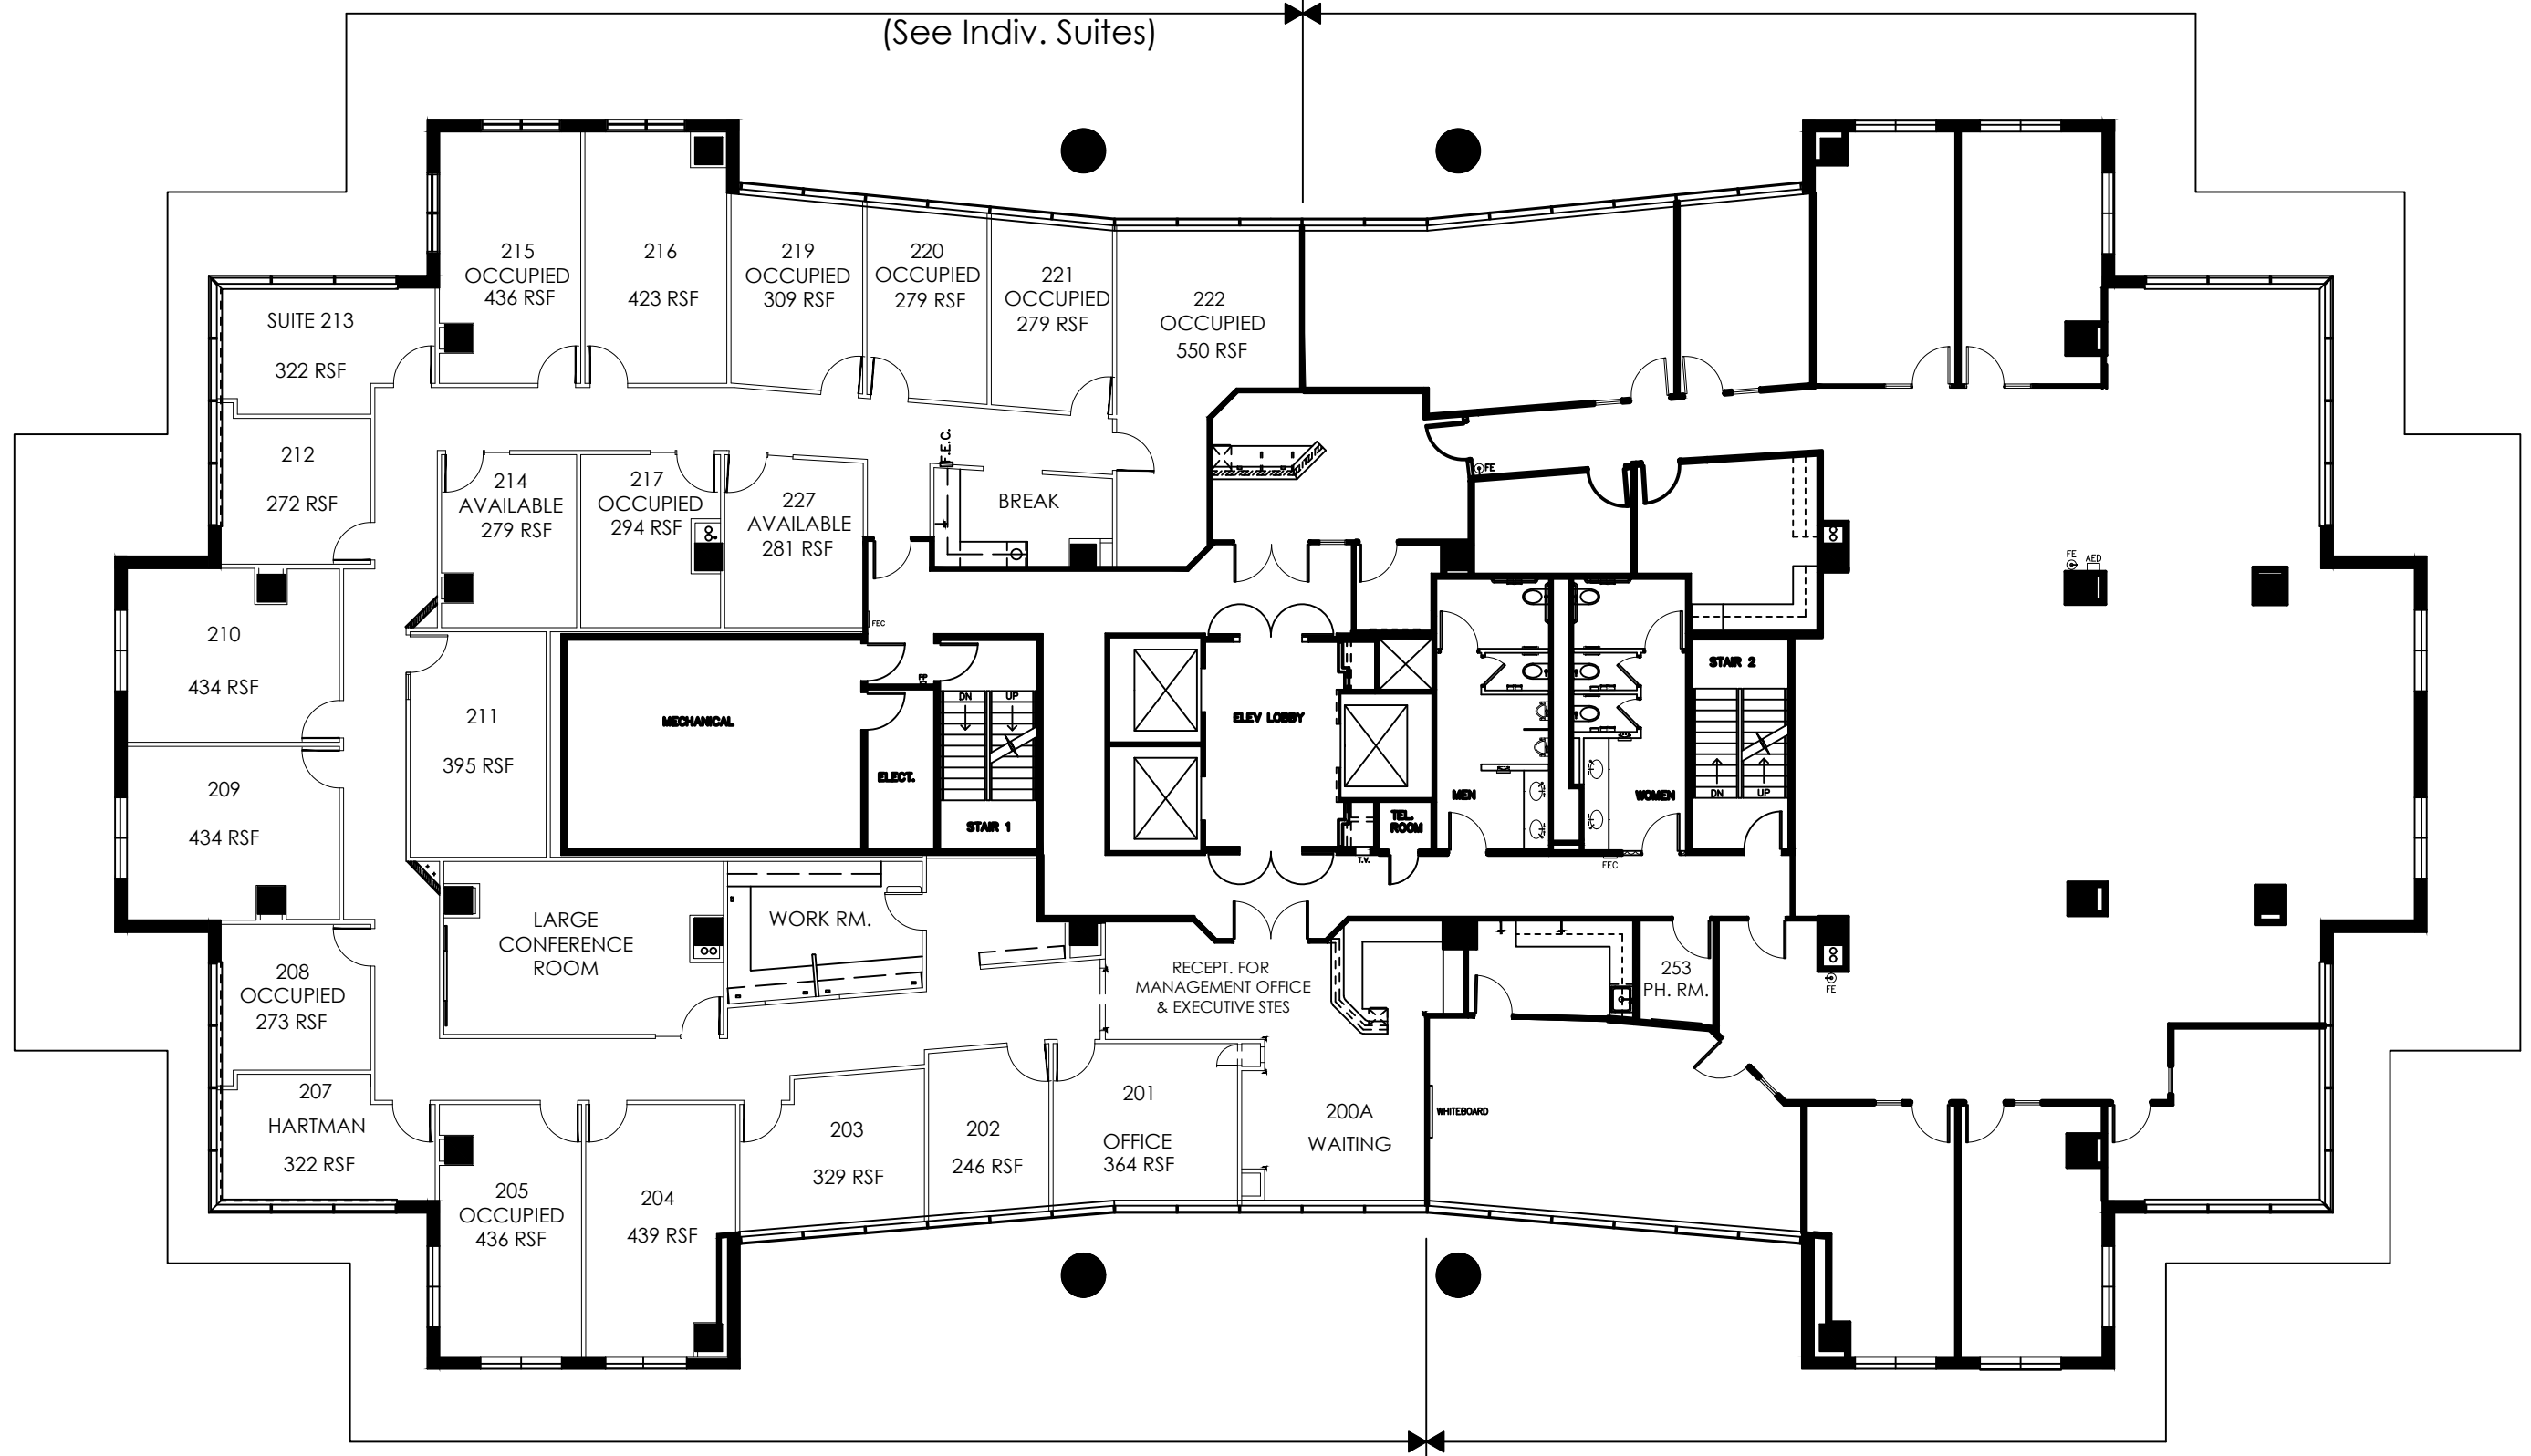 (See Indiv. Suites)
215
OCCUPIED
436 RSF
216
423 RSF
219
OCCUPIED
309 RSF
220
OCCUPIED
279 RSF
221
OCCUPIED
279 RSF
222
OCCUPIED
550 RSF
SUITE 213
322 RSF
212
272 RSF
214
AVAILABLE
279 RSF
217
OCCUPIED
294 RSF
227
AVAILABLE
281 RSF
F.E.C.
BREAK
FE
FE
AED
210
434 RSF
FEC
FP
211
395 RSF
MECHANICAL
ELECT.
DN
UP
STAIR 1
ELEV LOBBY
TEL.
ROOM
T.V.
MEN
WOMEN
FEC
STAIR 2
DN
UP
209
434 RSF
LARGE
CONFERENCE
ROOM
WORK RM.
RECEPT. FOR
MANAGEMENT OFFICE
& EXECUTIVE STES
253
PH. RM.
FE
208
OCCUPIED
273 RSF
207
HARTMAN
322 RSF
205
OCCUPIED
436 RSF
204
439 RSF
203
329 RSF
202
246 RSF
201
OFFICE
364 RSF
200A
WAITING
WHITEBOARD